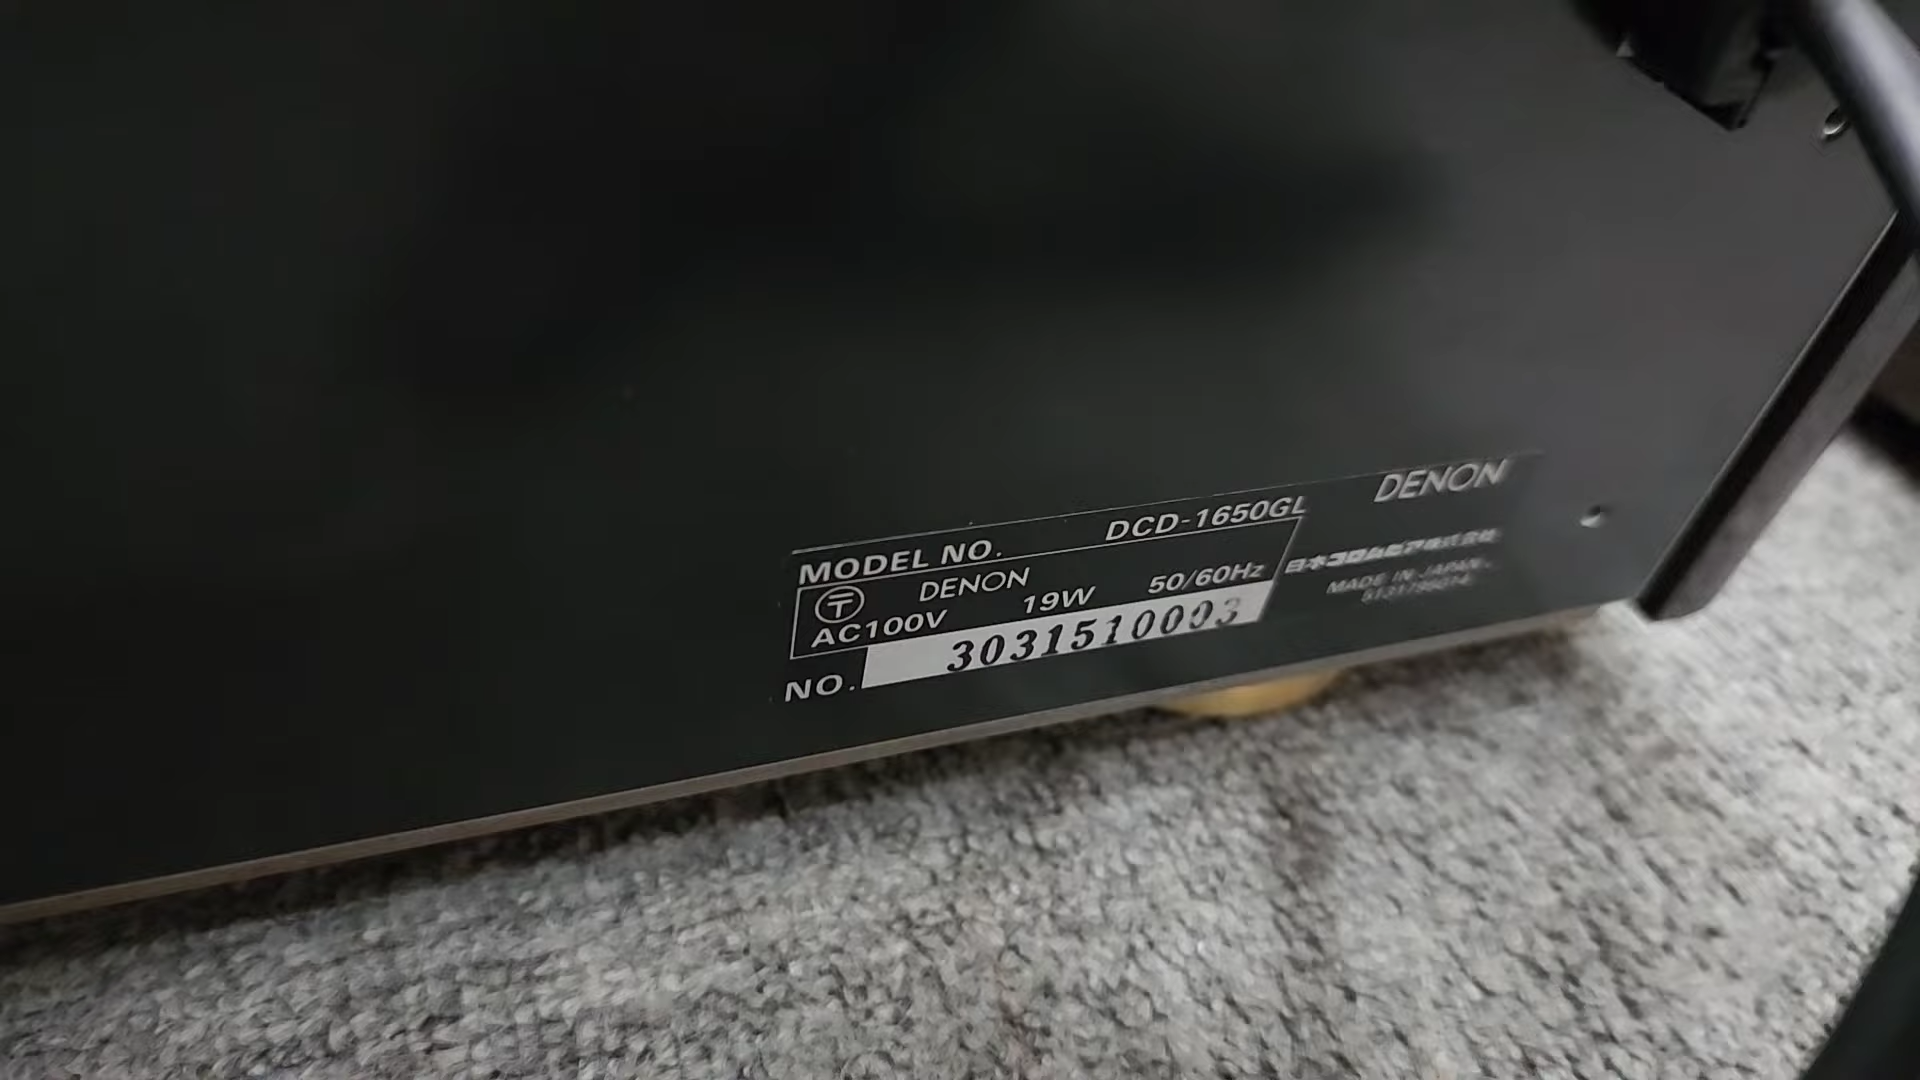 MODEL NO. DCD-1650GL
DENON
DENON
AC100V 19W 50/60Hz
日本コロムビア株式会社
NO. 3031510003
MADE IN JAPAN